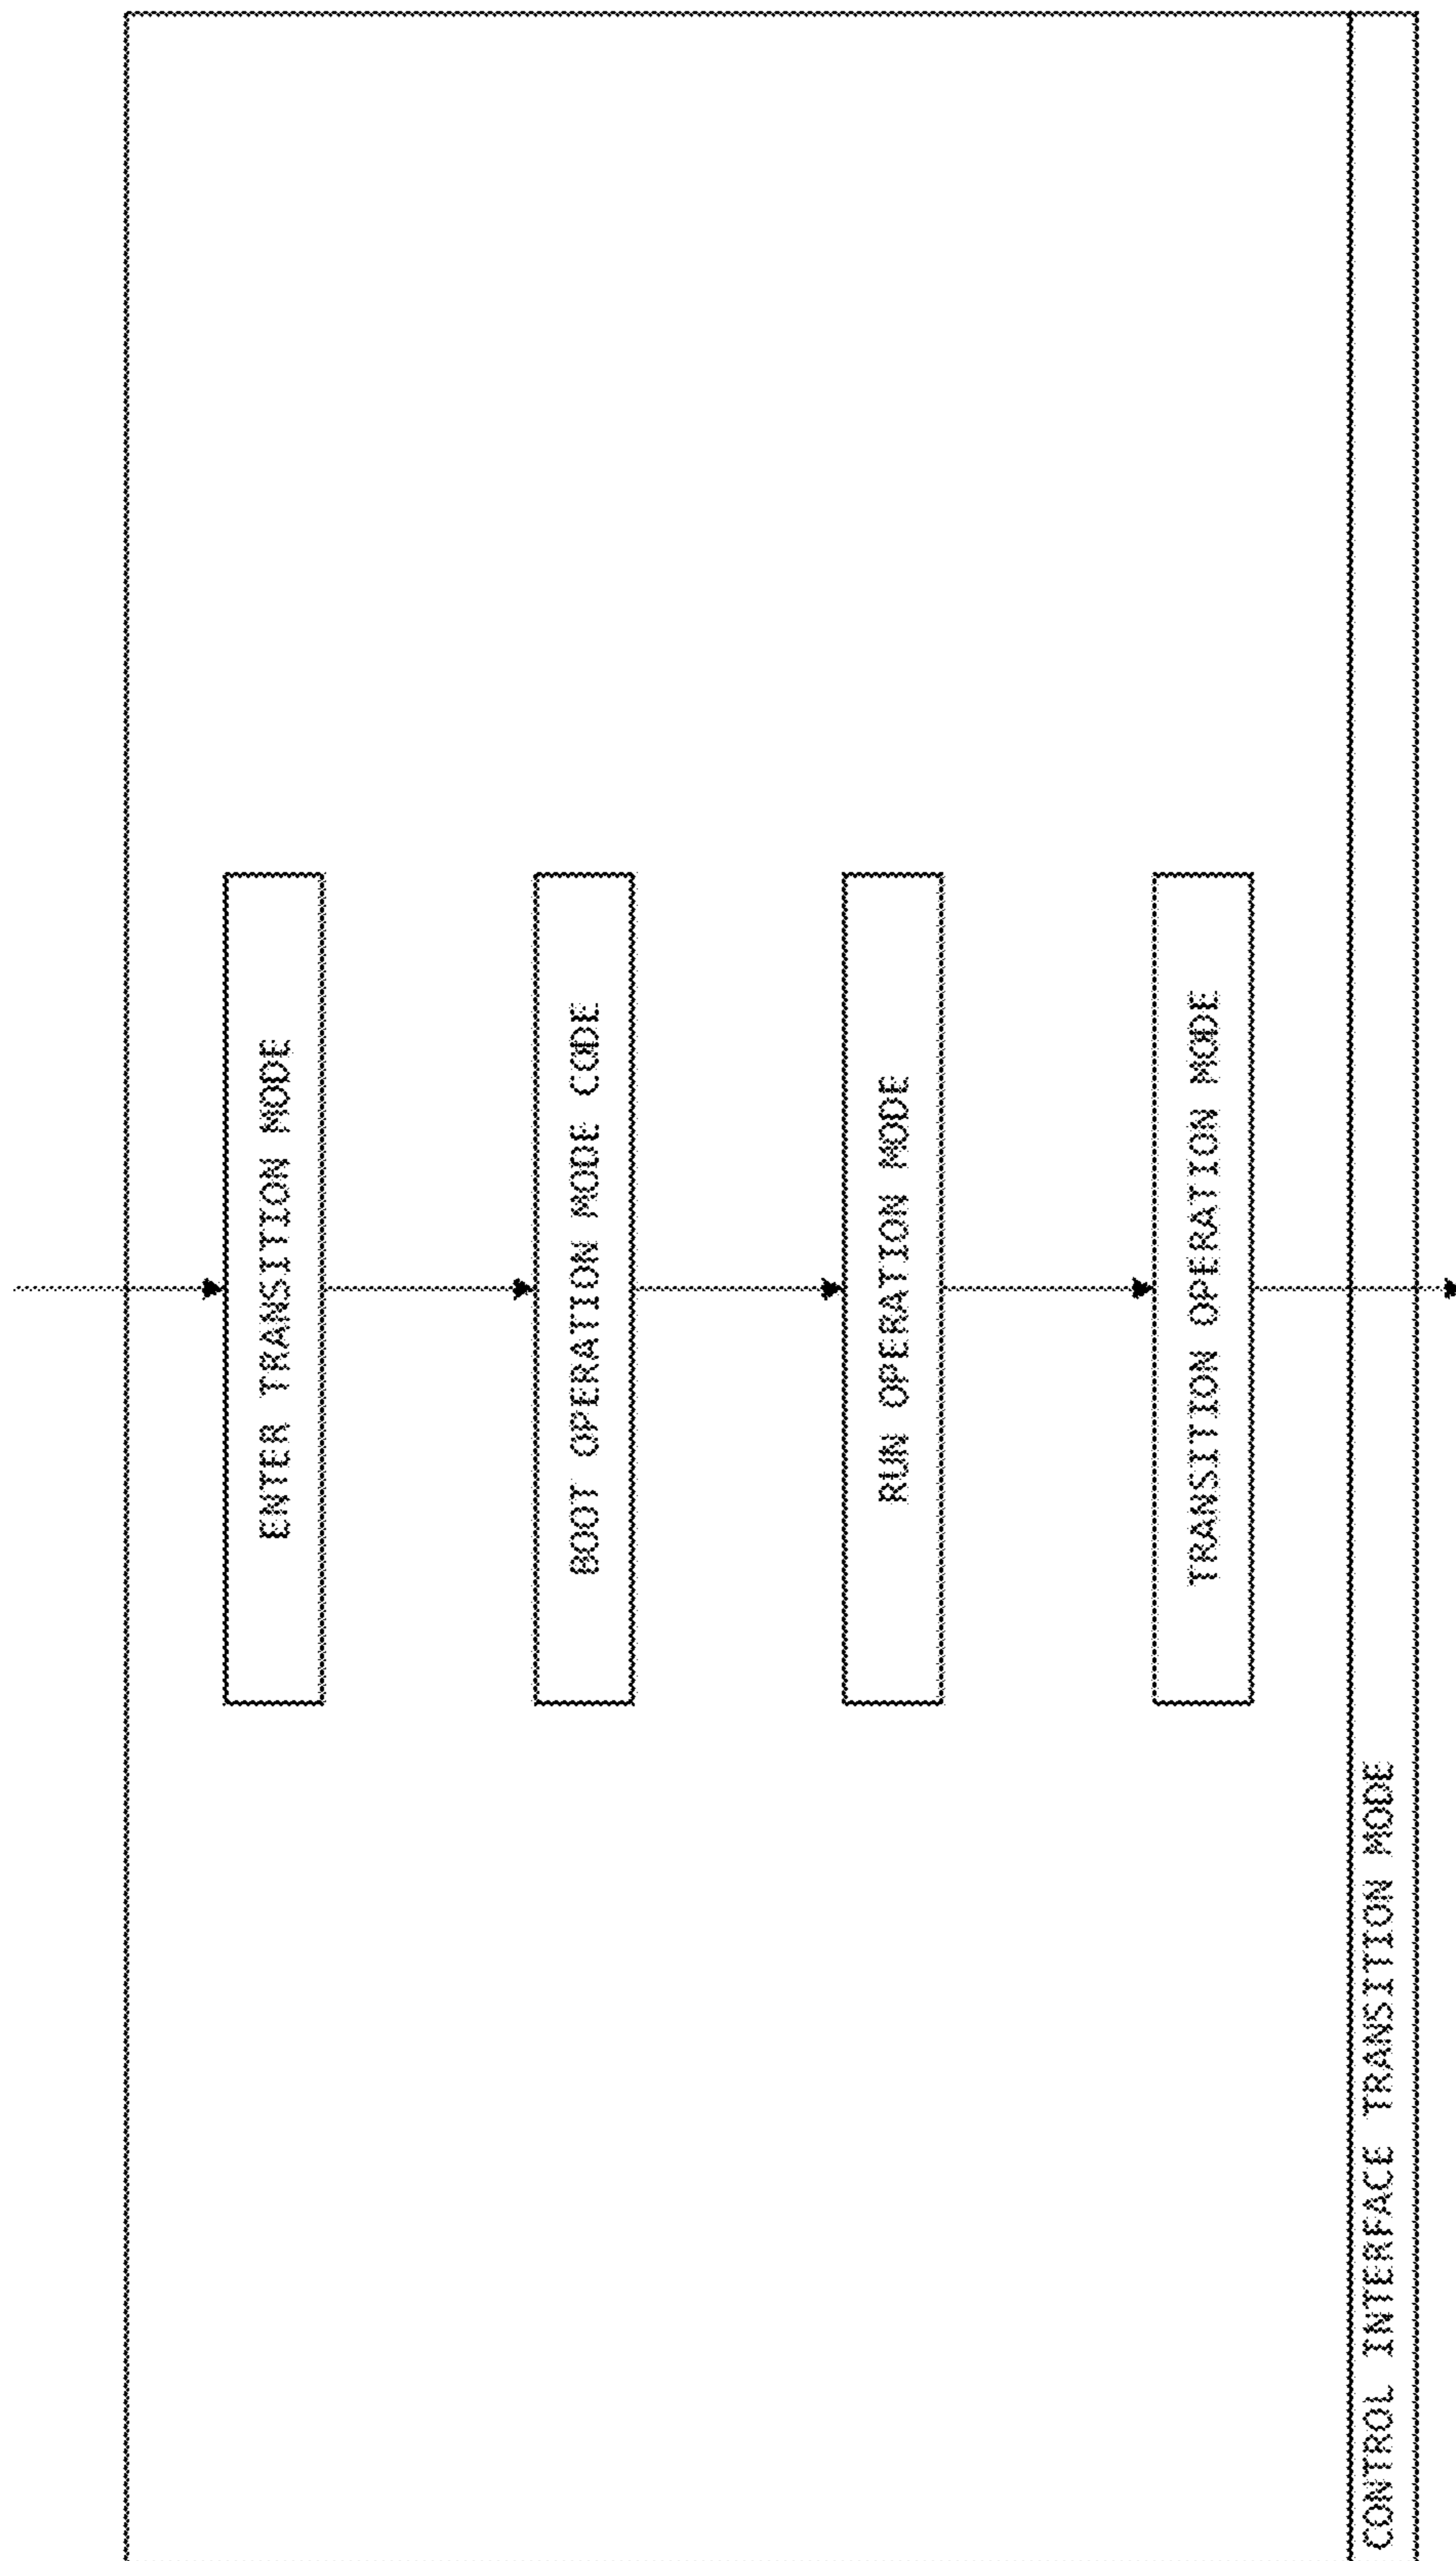 ENTER TRANSITION MODE
BOOT OPERATION MODE CODE
RUN OPERATION MODE
TRANSITION OPERATION MODE
CONTROL INTERFACE TRANSITION MODE